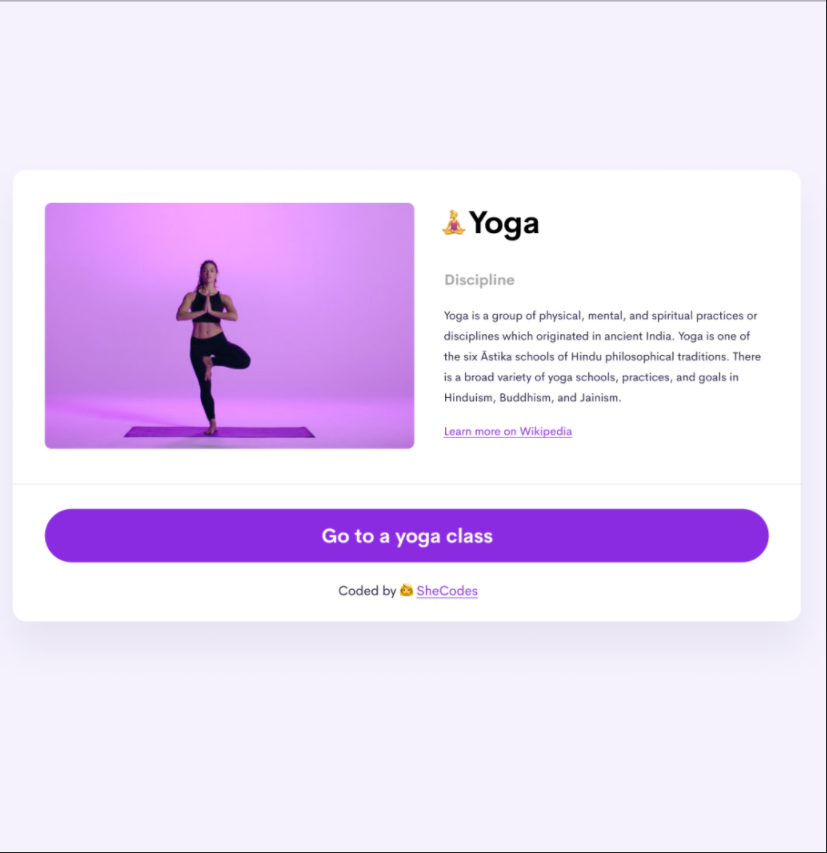 🧘Yoga
Discipline
Yoga is a group of physical, mental, and spiritual practices or
disciplines which originated in ancient India. Yoga is one of
the six Āstika schools of Hindu philosophical traditions. There
is a broad variety of yoga schools, practices, and goals in
Hinduism, Buddhism, and Jainism.
Learn more on Wikipedia
Go to a yoga class
Coded by 🙆 SheCodes